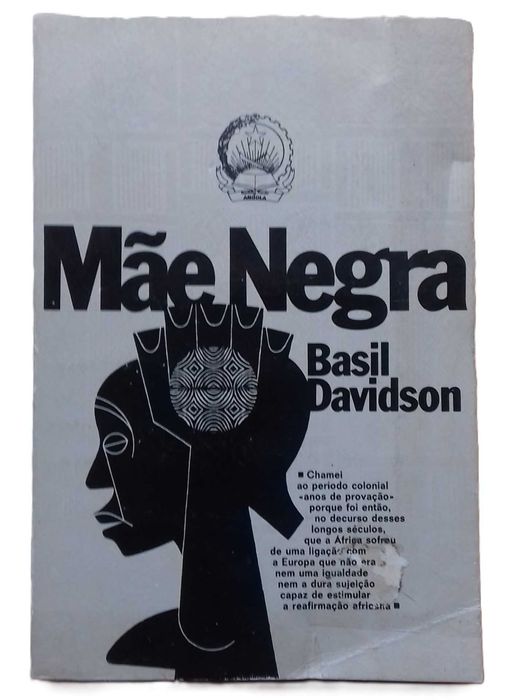 ANGOLA
Mãe Negra
Basil
Davidson
■ Chamei
ao período colonial
-anos de provação-
porque foi então,
no decurso desses
longos séculos,
que a África sofreu
de uma ligação com
a Europa que não era
nem uma igualdade
nem a dura sujeição
capaz de estimular
a reafirmação africana ■